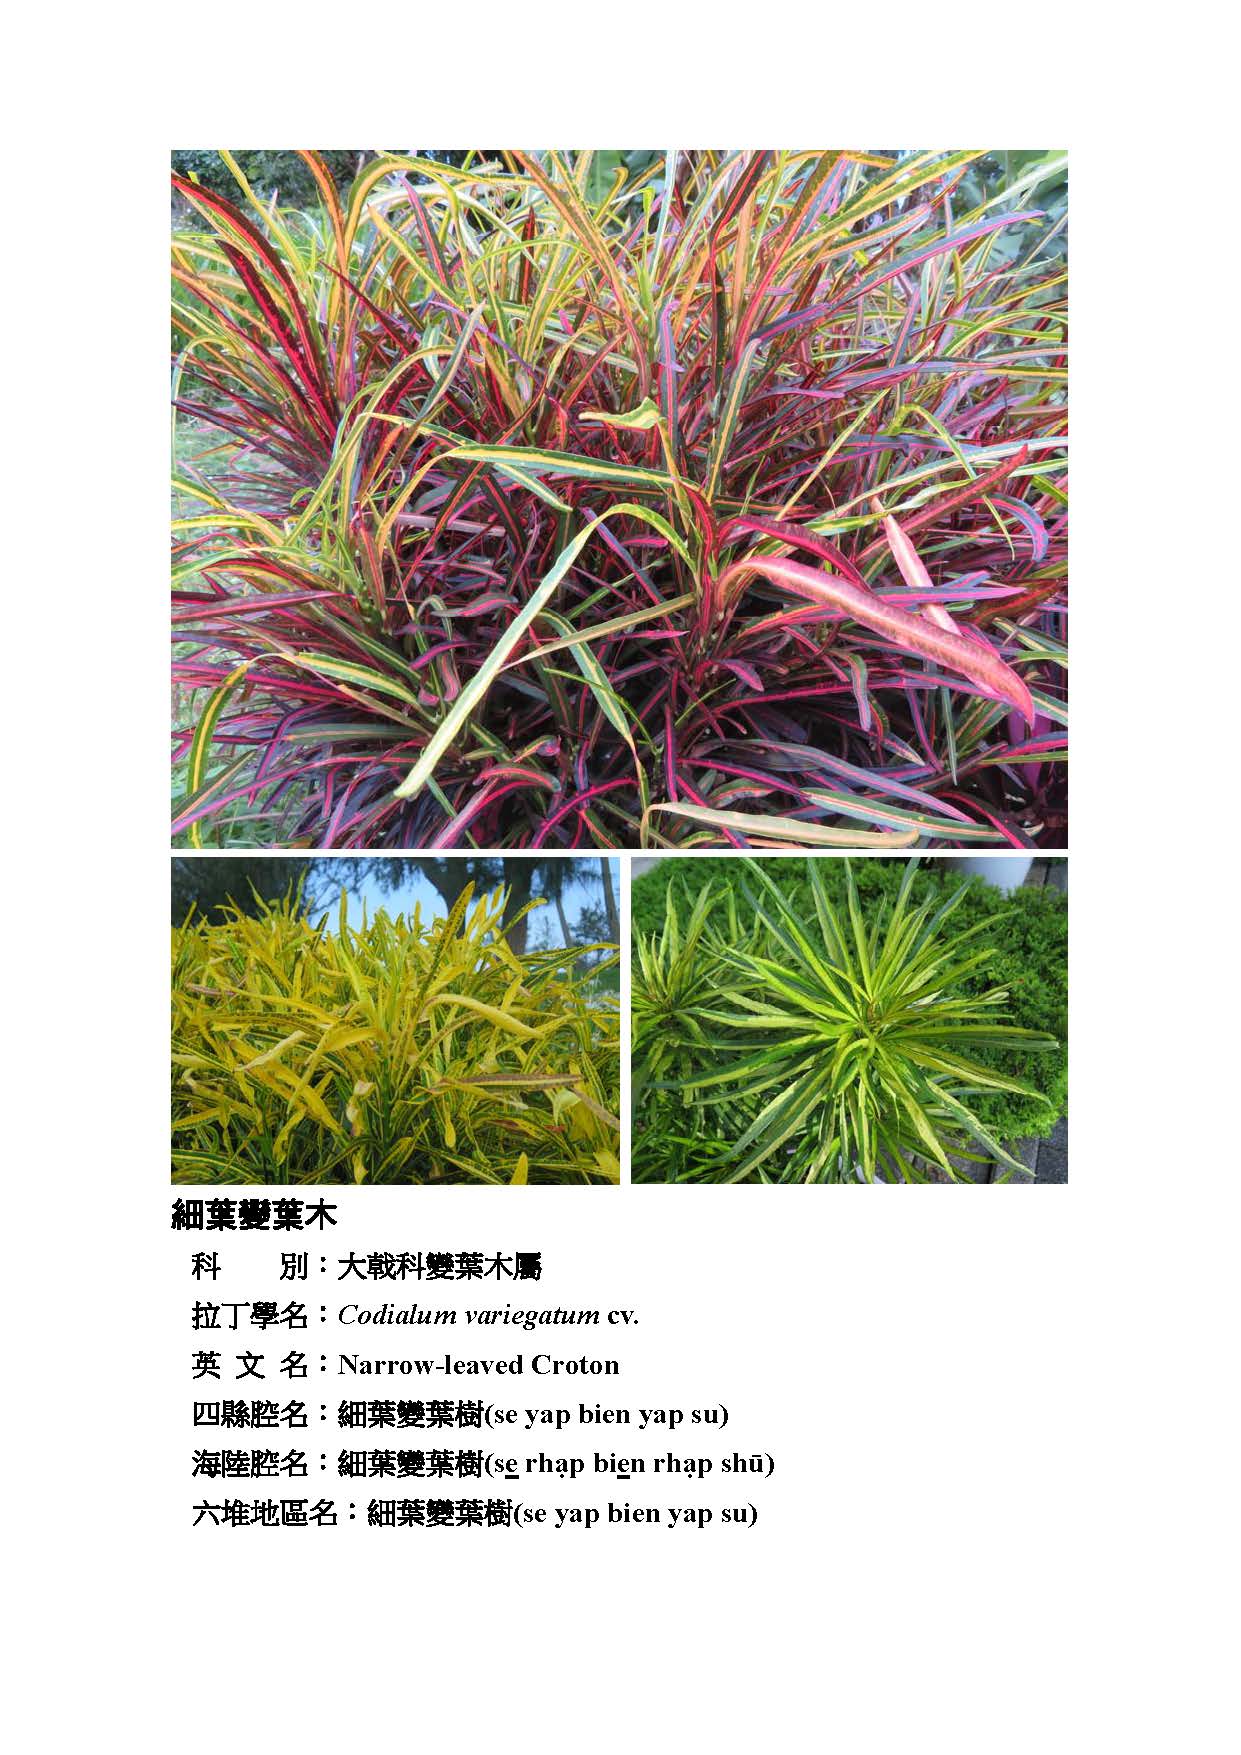 細葉變葉木
科　　別：大戟科變葉木屬
拉丁學名：Codialum variegatum cv.
英 文 名：Narrow-leaved Croton
四縣腔名：細葉變葉樹(se yap bien yap su)
海陸腔名：細葉變葉樹(se̲ rha̩p bie̲n rha̩p shū)
六堆地區名：細葉變葉樹(se yap bien yap su)